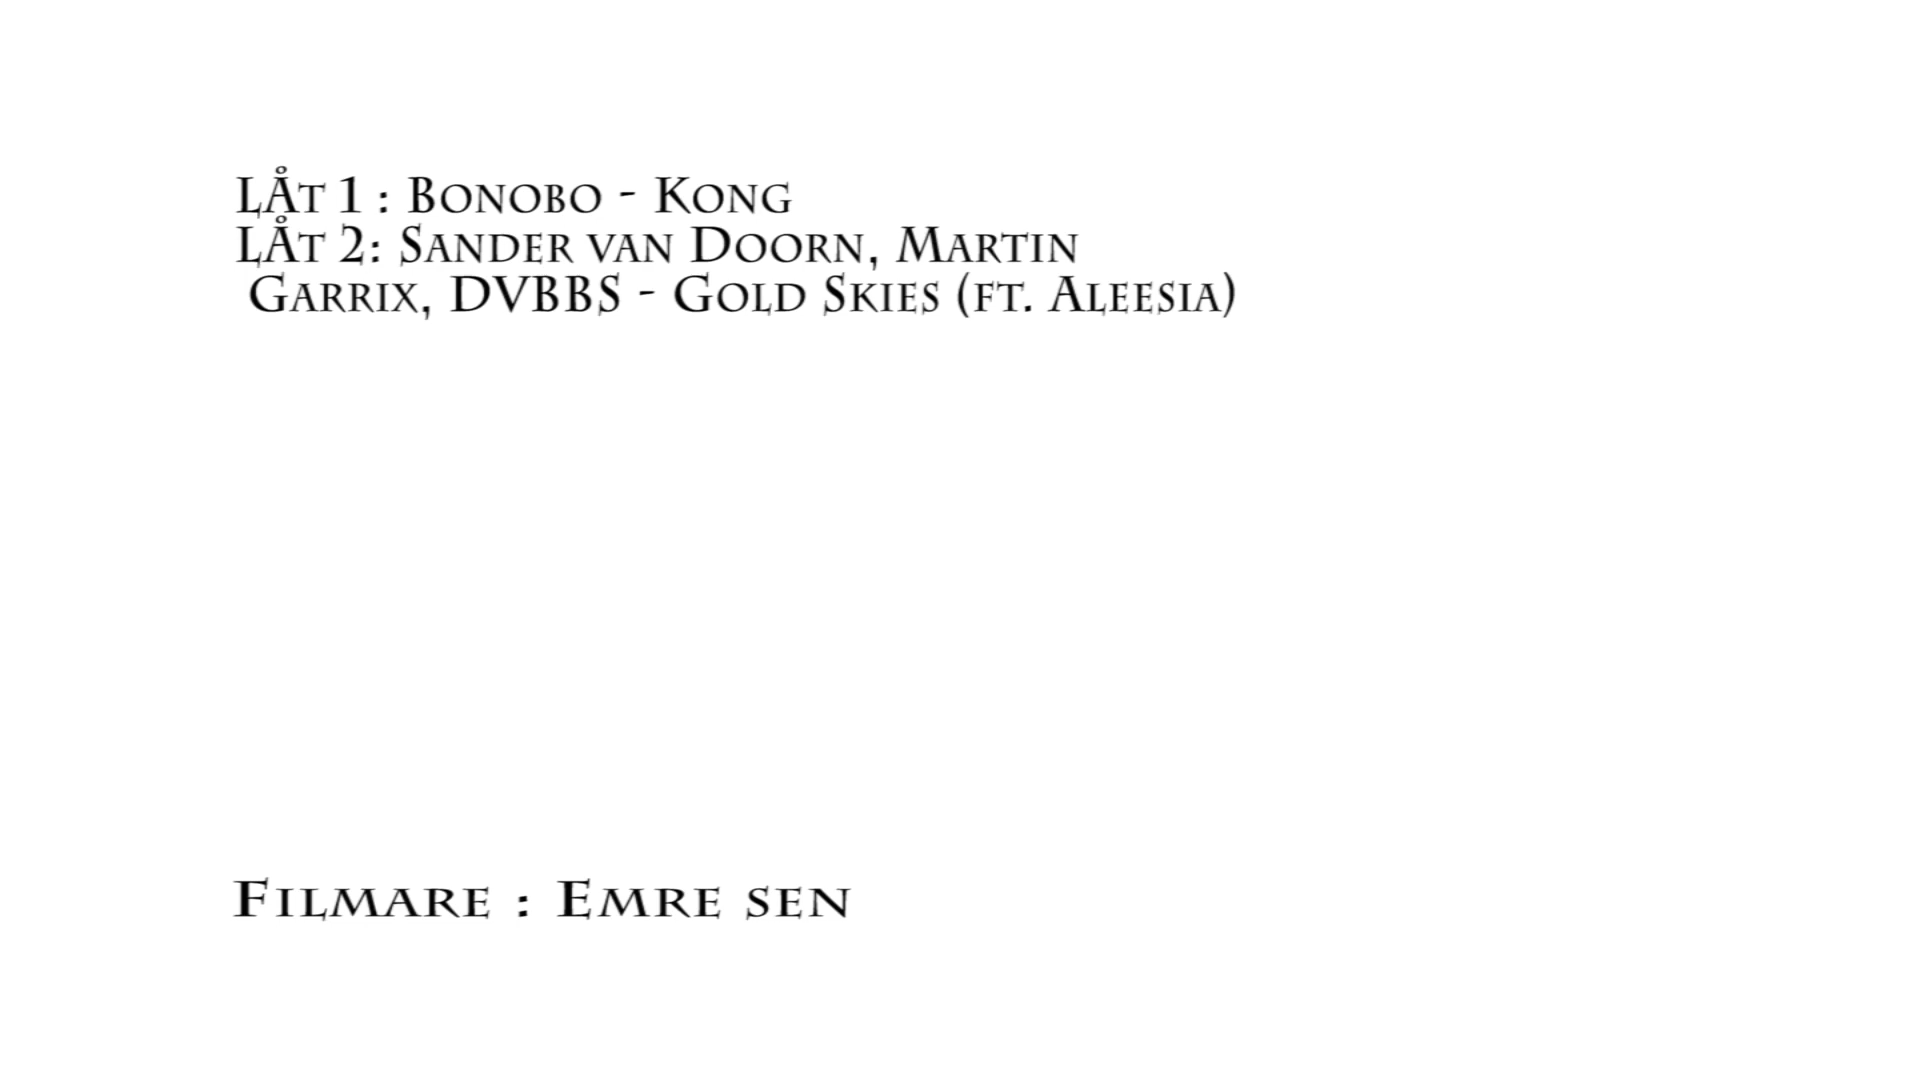 LÅt 1 : Bonobo - Kong
LÅt 2: Sander van Doorn, Martin
Garrix, DVBBS - Gold Skies (ft. Aleesia)
Filmare : Emre sen